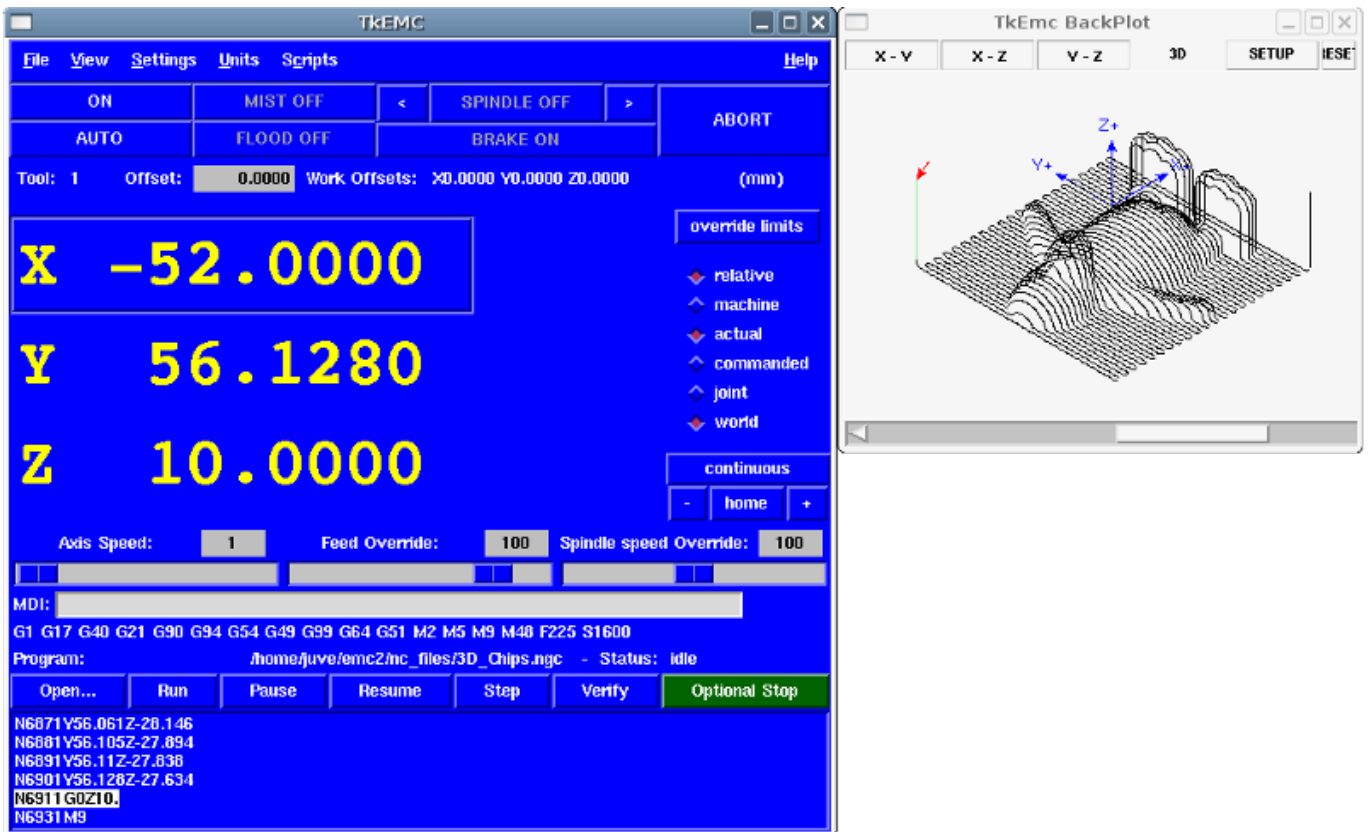 TkEMC
File View Settings Units Scripts Help
ON MIST OFF < SPINDLE OFF > ABORT
AUTO FLOOD OFF BRAKE ON
Tool: 1 Offset: 0.0000 Work Offsets: X0.0000 Y0.0000 Z0.0000 (mm)
override limits
X -52.0000
relative
machine
Y 56.1280
actual
commanded
joint
world
Z 10.0000
continuous
- home +
Axis Speed: 1 Feed Override: 100 Spindle speed Override: 100
MDI:
G1 G17 G40 G21 G90 G94 G54 G49 G99 G64 G51 M2 M5 M9 M48 F225 S1600
Program: /home/juve/emc2/nc_files/3D_Chips.ngc - Status: idle
Open... Run Pause Resume Step Verify Optional Stop
N6871Y56.061Z-28.146
N6881Y56.105Z-27.894
N6891Y56.11Z-27.838
N6901Y56.128Z-27.634
N6911G0Z10.
N6931M9
TkEmc BackPlot
X - Y X - Z Y - Z 3D SETUP
Z+
Y+
X+